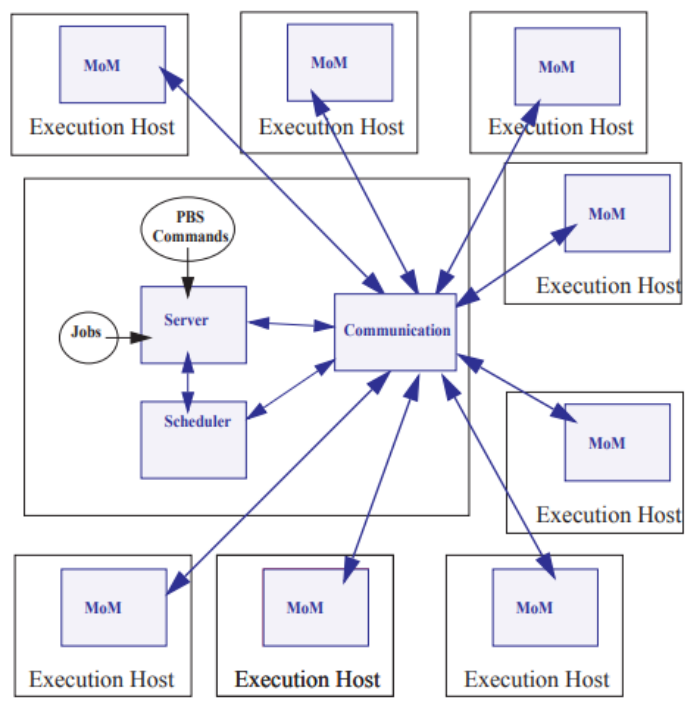 MoM
Execution Host
MoM
Execution Host
MoM
Execution Host
MoM
Execution Host
PBS
Commands
Jobs
Server
Communication
Scheduler
MoM
Execution Host
MoM
Execution Host
MoM
Execution Host
MoM
Execution Host